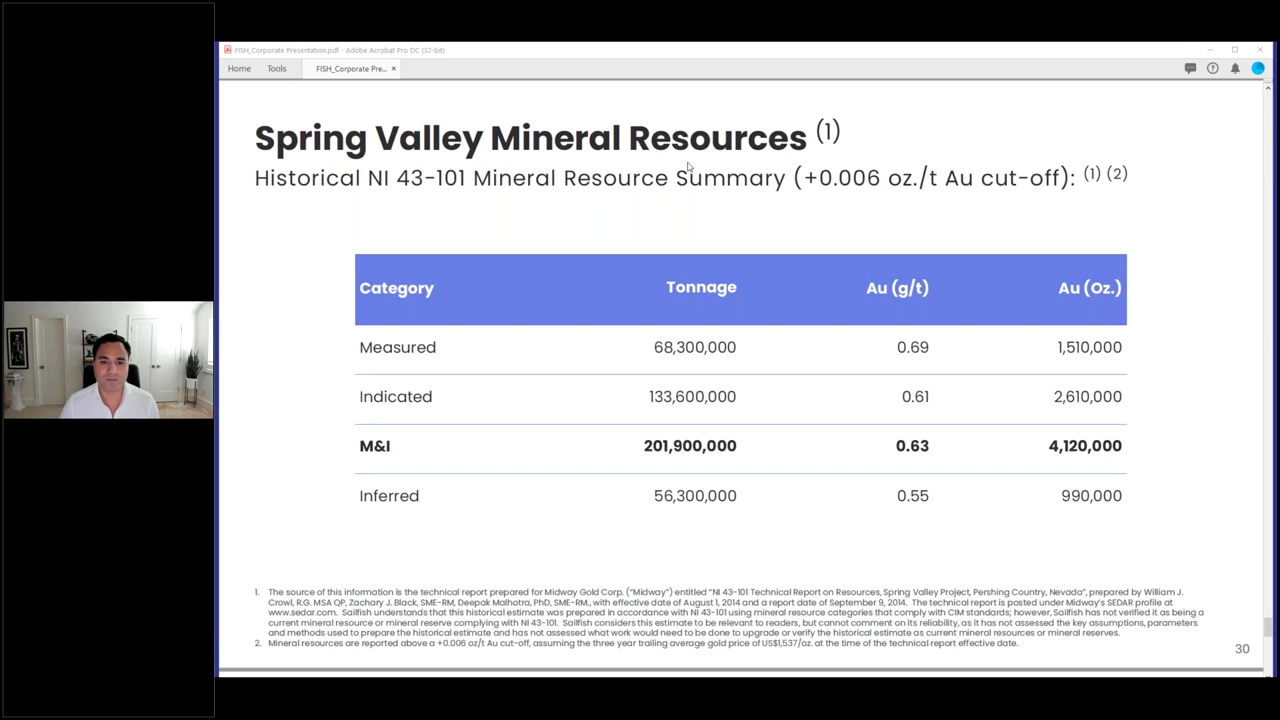 FISH_Corporate Presentation.pdf - Adobe Acrobat Pro DC (32-bit)
Home Tools FISH_Corporate Pre... ×
Spring Valley Mineral Resources (1)
Historical NI 43-101 Mineral Resource Summary (+0.006 oz./t Au cut-off): (1) (2)
Category Tonnage Au (g/t) Au (Oz.)
Measured 68,300,000 0.69 1,510,000
Indicated 133,600,000 0.61 2,610,000
M&I 201,900,000 0.63 4,120,000
Inferred 56,300,000 0.55 990,000
1. The source of this information is the technical report prepared for Midway Gold Corp. ("Midway") entitled "NI 43-101 Technical Report on Resources, Spring Valley Project, Pershing Country, Nevada", prepared by William J.
Crowl, R.G. MSA QP, Zachary J. Black, SME-RM, Deepak Malhotra, PhD, SME-RM., with effective date of August 1, 2014 and a report date of September 9, 2014. The technical report is posted under Midway's SEDAR profile at
www.sedar.com. Sailfish understands that this historical estimate was prepared in accordance with NI 43-101 using mineral resource categories that comply with CIM standards; however, Sailfish has not verified it as being a
current mineral resource or mineral reserve complying with NI 43-101. Sailfish considers this estimate to be relevant to readers, but cannot comment on its reliability, as it has not assessed the key assumptions, parameters
and methods used to prepare the historical estimate and has not assessed what work would need to be done to upgrade or verify the historical estimate as current mineral resources or mineral reserves.
2. Mineral resources are reported above a +0.006 oz/t Au cut-off, assuming the three year trailing average gold price of US$1,537/oz. at the time of the technical report effective date.
30